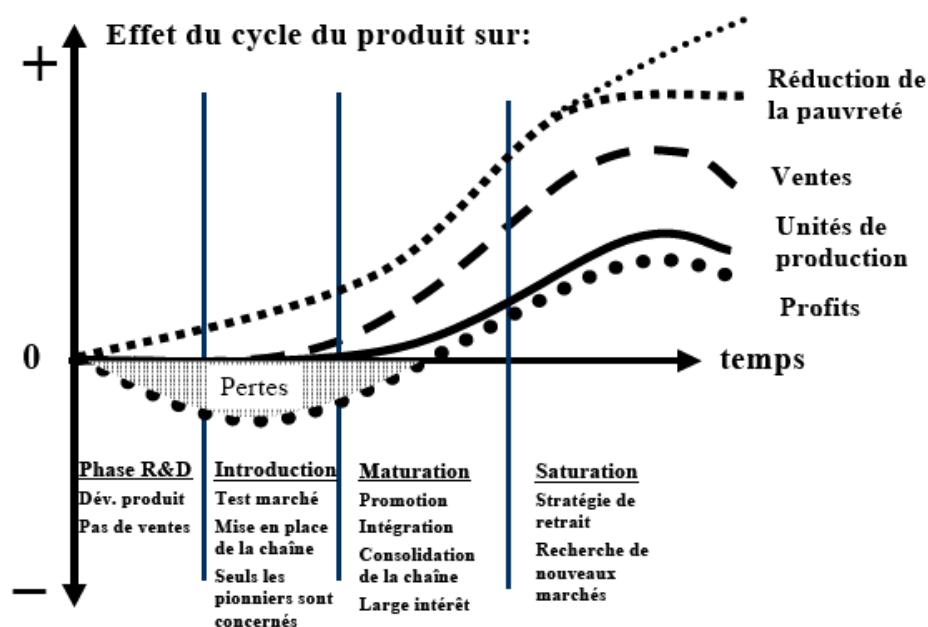 Effet du cycle du produit sur:
+
Réduction de
la pauvreté
Ventes
Unités de
production
Profits
0
temps
Pertes
−
Phase R&D
Dév. produit
Pas de ventes
Introduction
Test marché
Mise en place
de la chaîne
Seuls les
pionniers sont
concernés
Maturation
Promotion
Intégration
Consolidation
de la chaîne
Large intérêt
Saturation
Stratégie de
retrait
Recherche de
nouveaux
marchés